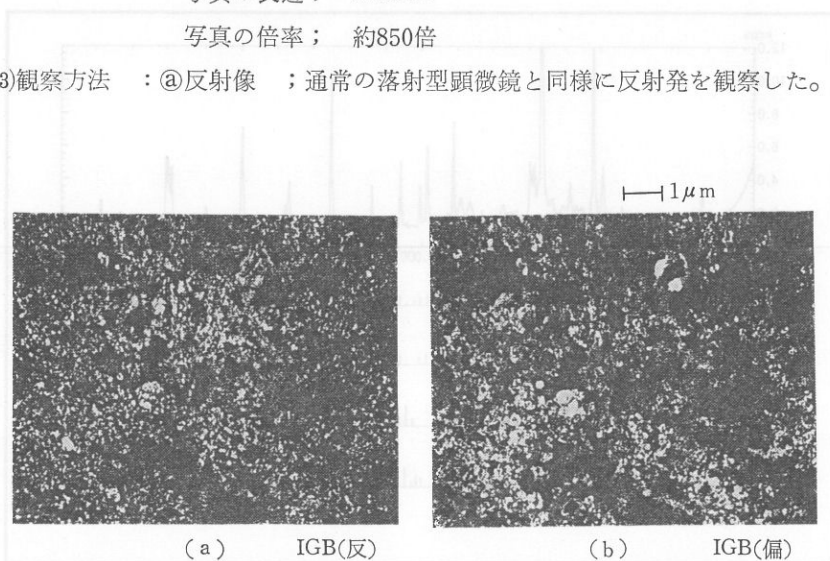 写真の倍率； 約850倍
3)観察方法 ：ⓐ反射像 ；通常の落射型顕微鏡と同様に反射発を観察した。
1μm
(a) IGB(反)
(b) IGB(偏)